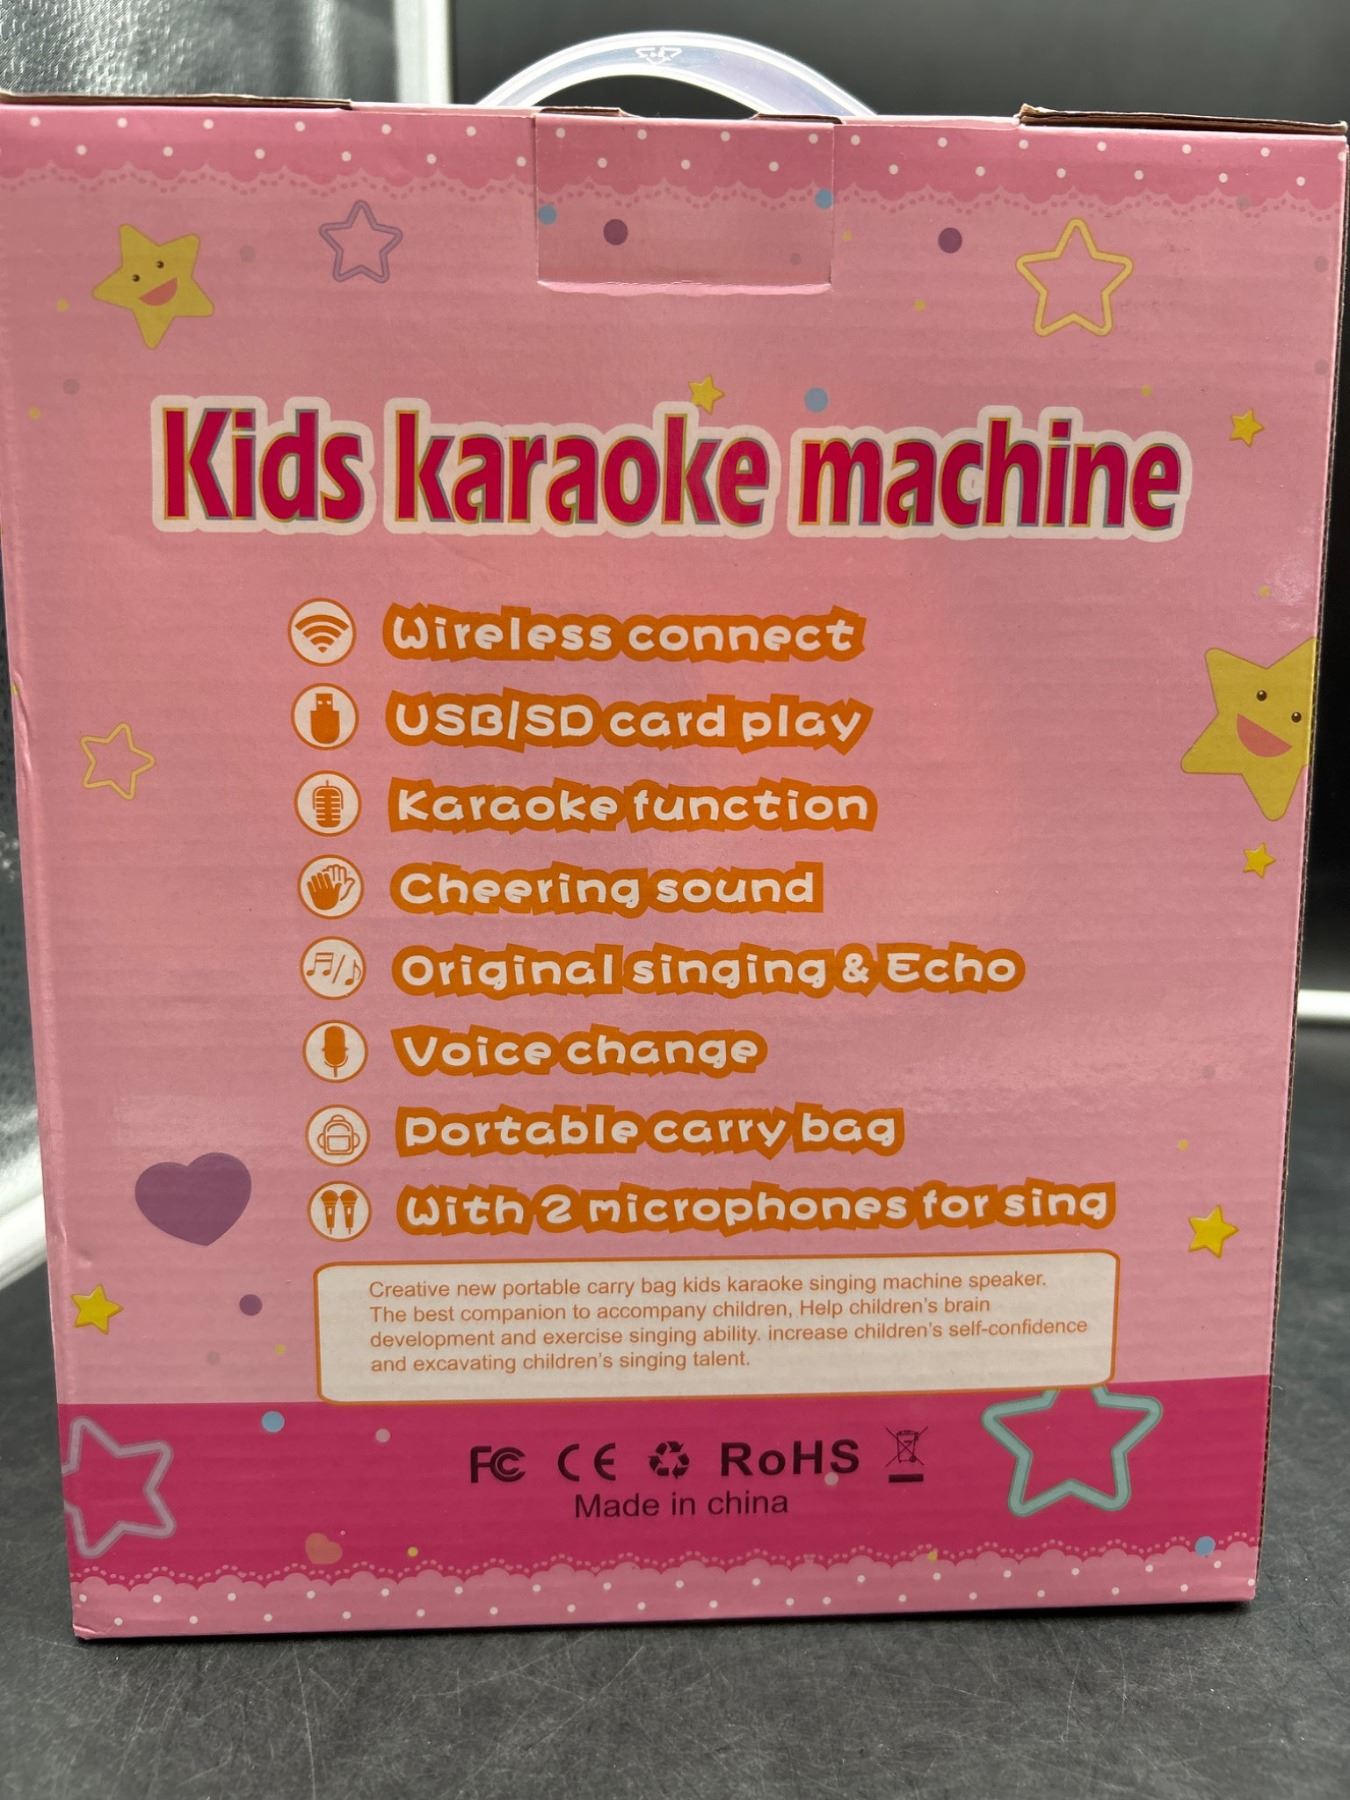 Kids karaoke machine
Wireless connect
USB/SD card play
Karaoke function
Cheering sound
Original singing & Echo
Voice change
Portable carry bag
With 2 microphones for sing
Creative new portable carry bag kids karaoke singing machine speaker.
The best companion to accompany children, Help children's brain
development and exercise singing ability. increase children's self-confidence
and excavating children's singing talent.
FC CE RoHS
Made in china